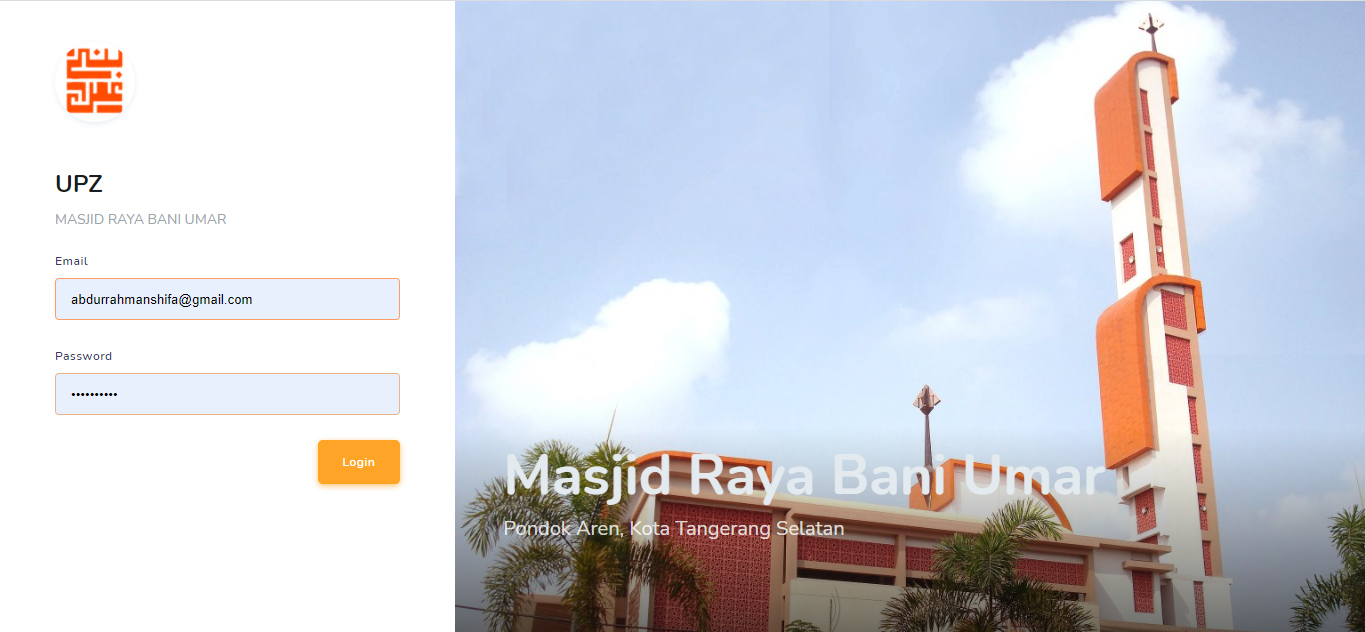 UPZ
MASJID RAYA BANI UMAR
Email
abdurrahmanshifa@gmail.com
Password
••••••••••
Login
Masjid Raya Bani Umar
Pondok Aren, Kota Tangerang Selatan